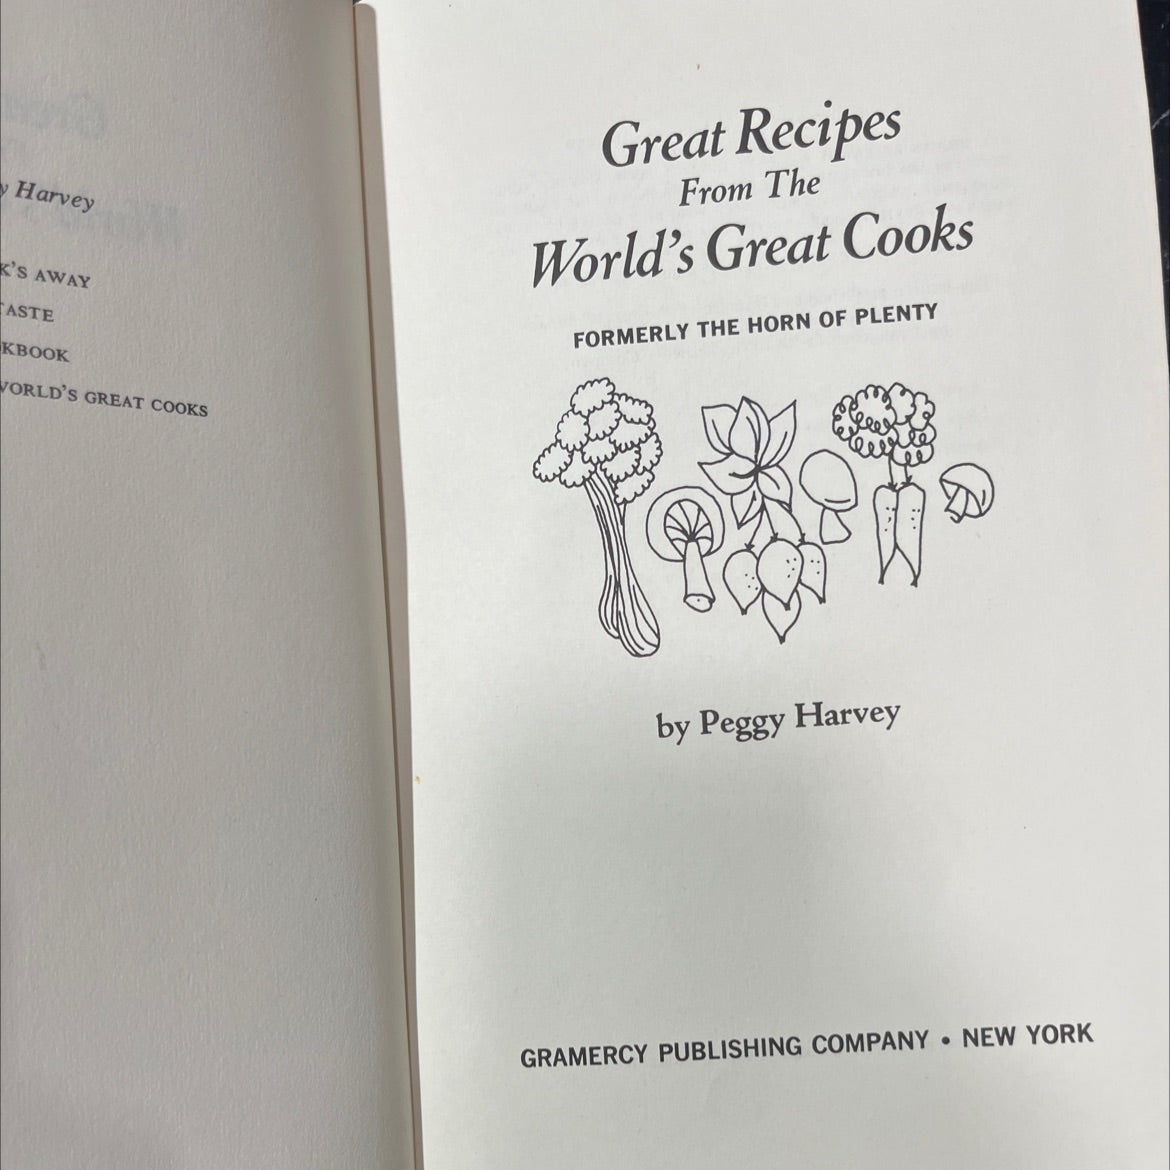 y Harvey
K'S AWAY
TASTE
KBOOK
WORLD'S GREAT COOKS
Great Recipes
From The
World's Great Cooks
FORMERLY THE HORN OF PLENTY
by Peggy Harvey
GRAMERCY PUBLISHING COMPANY • NEW YORK